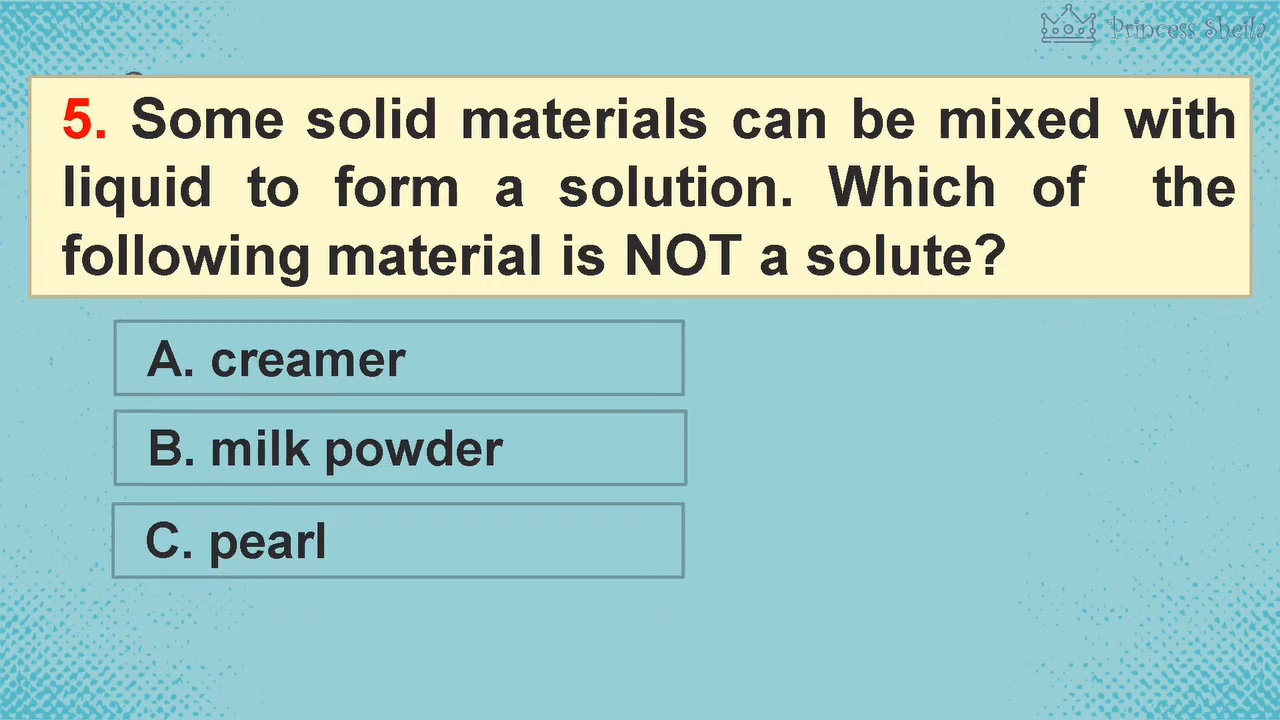 Princess Sheila
5. Some solid materials can be mixed with
liquid to form a solution. Which of the
following material is NOT a solute?
A. creamer
B. milk powder
C. pearl